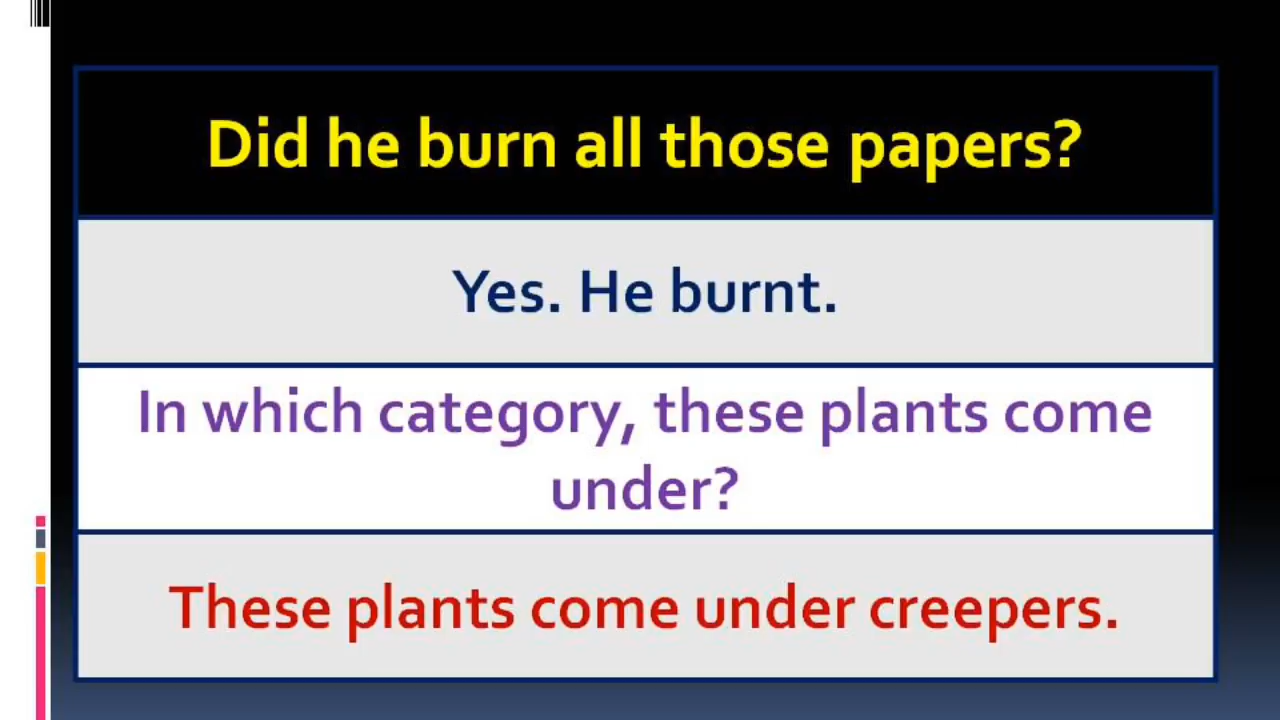 Did he burn all those papers?
Yes. He burnt.
In which category, these plants come
under?
These plants come under creepers.